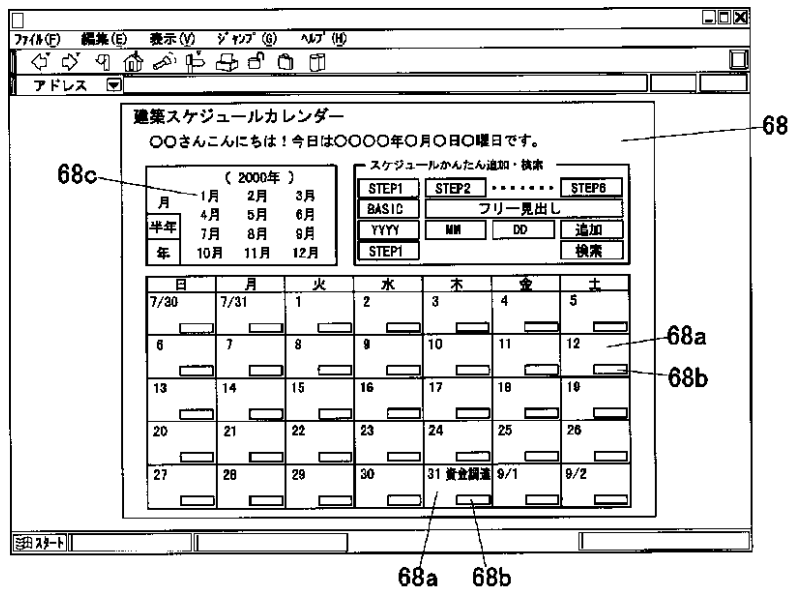 ファイル(F) 編集(E) 表示(V) ジャンプ(G) ヘルプ(H)
アドレス
建築スケジュールカレンダー
〇〇さんこんにちは！今日は〇〇〇〇年〇月〇日〇曜日です。
68
68c
(2000年)
月 1月 2月 3月
4月 5月 6月
半年 7月 8月 9月
年 10月 11月 12月
スケジュールかんたん追加・検索
STEP1 STEP2 ・・・・・・・ STEP6
BASIC フリー見出し
YYYY MM DD 追加
STEP1 検索
日 月 火 水 木 金 土
7/30 7/31 1 2 3 4 5
6 7 8 9 10 11 12
68a
68b
13 14 15 16 17 18 19
20 21 22 23 24 25 26
27 28 29 30 31 資金調達 9/1 9/2
スタート
68a 68b